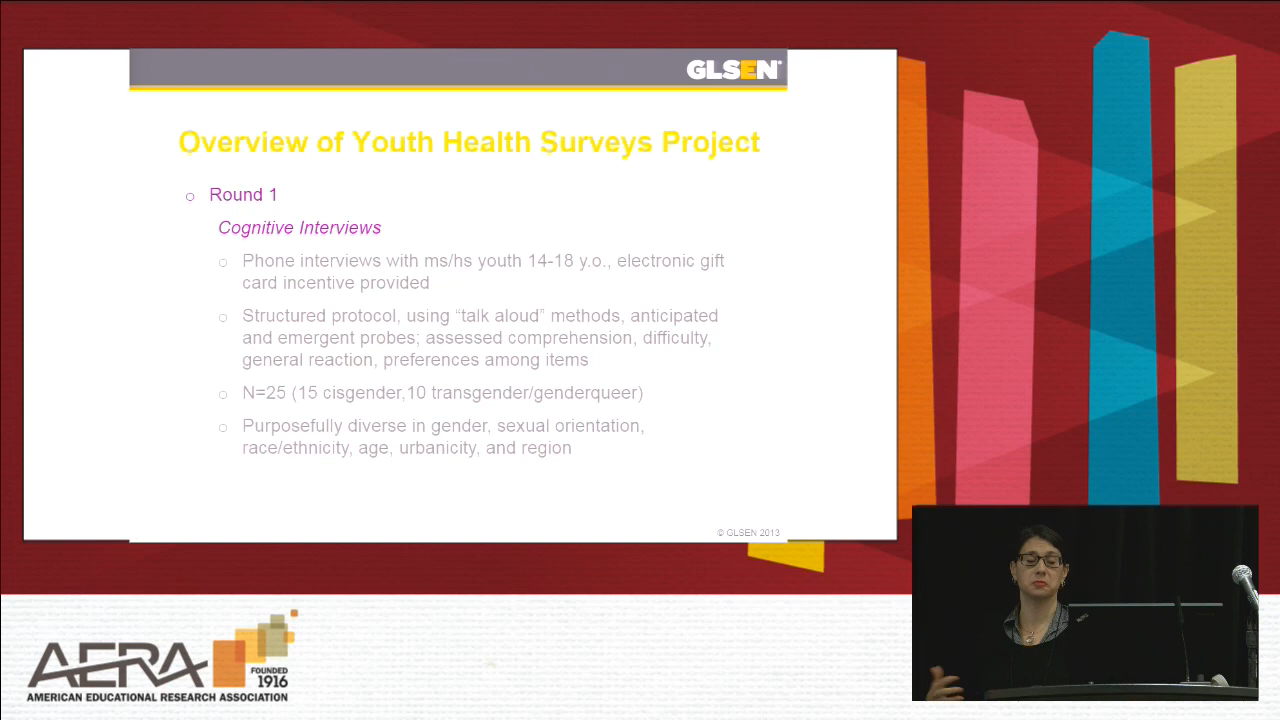 GLSEN
Overview of Youth Health Surveys Project
Round 1
Cognitive Interviews
Phone interviews with ms/hs youth 14-18 y.o., electronic gift
card incentive provided
Structured protocol, using “talk aloud” methods, anticipated
and emergent probes; assessed comprehension, difficulty,
general reaction, preferences among items
N=25 (15 cisgender,10 transgender/genderqueer)
Purposefully diverse in gender, sexual orientation,
race/ethnicity, age, urbanicity, and region
© GLSEN 2013
AERA
FOUNDED
1916
AMERICAN EDUCATIONAL RESEARCH ASSOCIATION